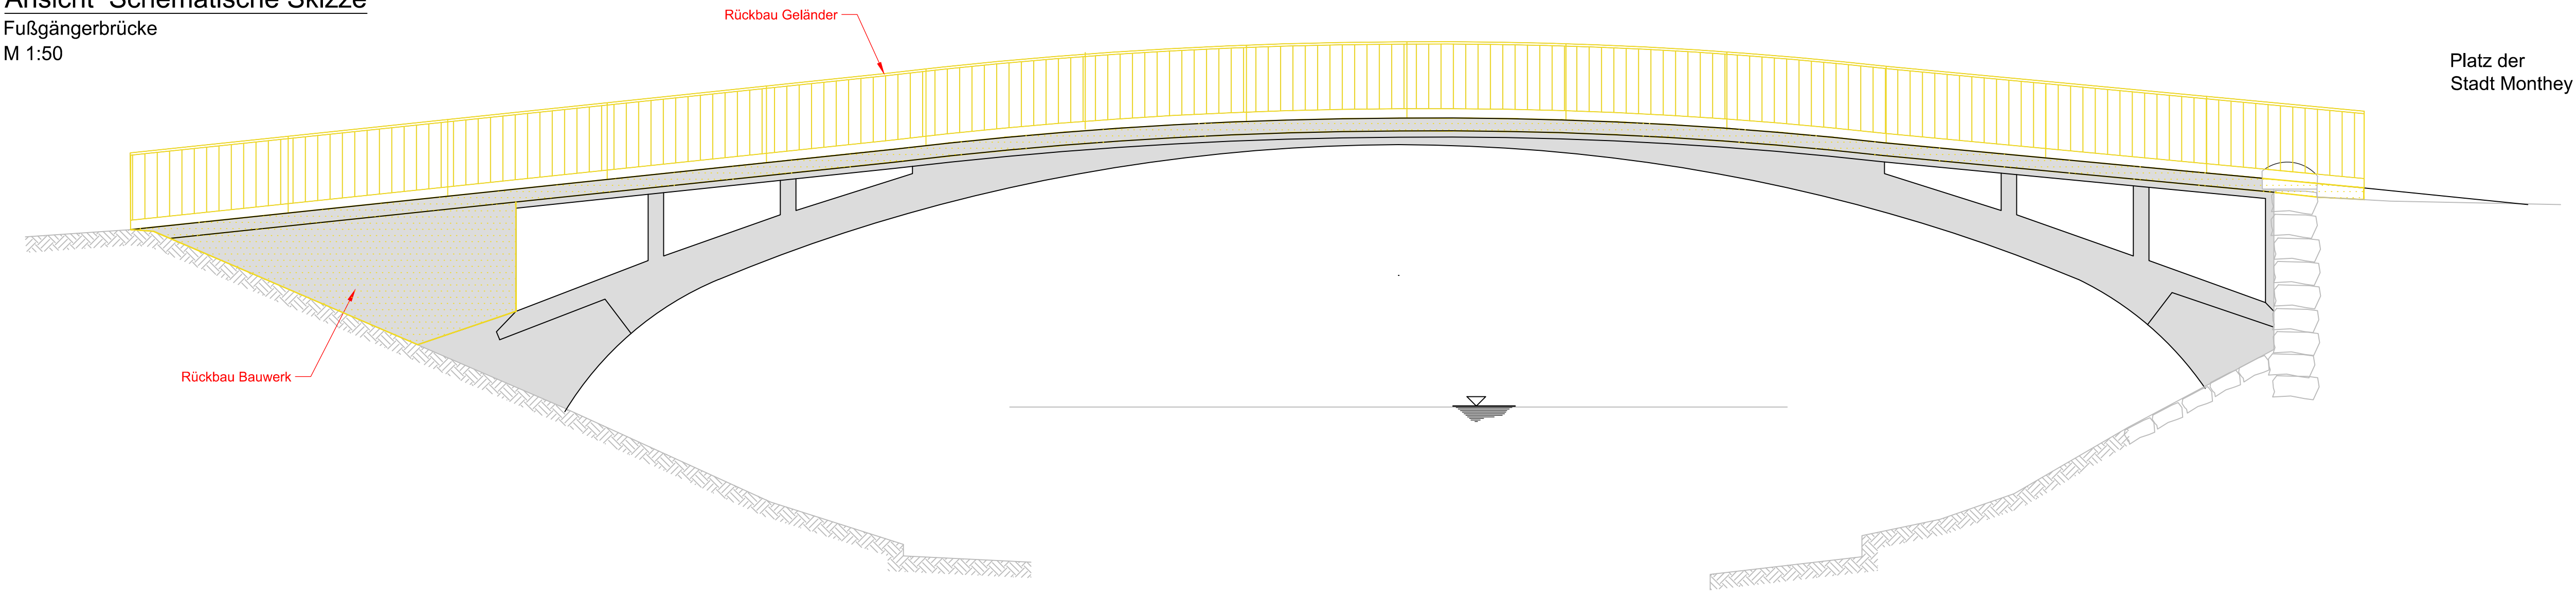 Ansicht Schematische Skizze
Fußgängerbrücke
M 1:50
Rückbau Geländer
Platz der
Stadt Monthey
Rückbau Bauwerk